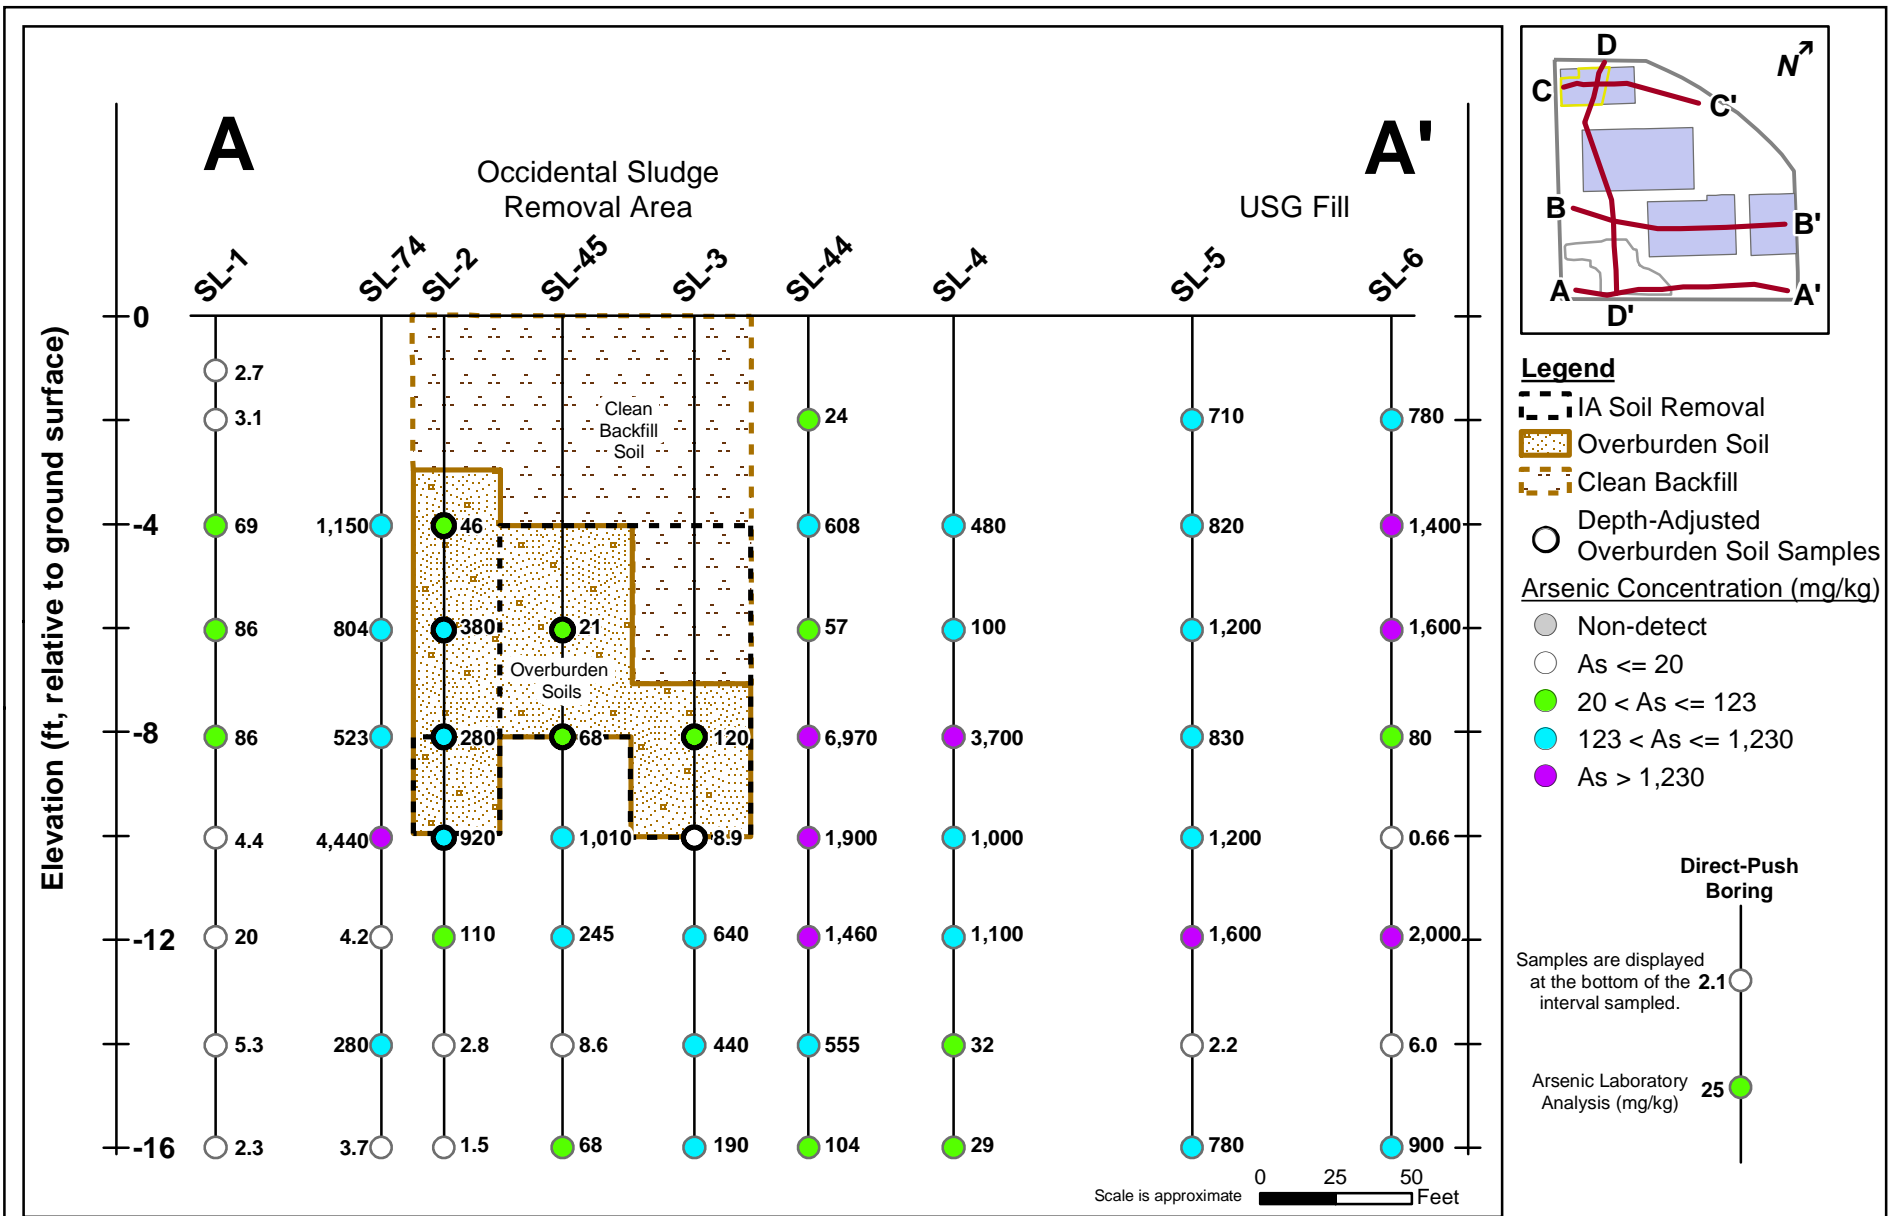 A
A'
Occidental Sludge
Removal Area
USG Fill
SL-1
SL-74
SL-2
SL-45
SL-3
SL-44
SL-4
SL-5
SL-6
Elevation (ft, relative to ground surface)
0
-4
-8
-12
-16
2.7
3.1
69
86
86
4.4
20
5.3
2.3
1,150
804
523
4,440
4.2
280
3.7
46
380
280
920
110
2.8
1.5
21
68
1,010
245
8.6
68
120
8.9
640
440
190
24
608
57
6,970
1,900
1,460
555
104
480
100
3,700
1,000
1,100
32
29
710
820
1,200
830
1,200
1,600
2.2
780
780
1,400
1,600
80
0.66
2,000
6.0
900
Clean
Backfill
Soil
Overburden
Soils
Scale is approximate
0 25 50
Feet
N
D
C
C'
B
B'
A
A'
D'
Legend
IA Soil Removal
Overburden Soil
Clean Backfill
Depth-Adjusted
Overburden Soil Samples
Arsenic Concentration (mg/kg)
Non-detect
As <= 20
20 < As <= 123
123 < As <= 1,230
As > 1,230
Direct-Push
Boring
Samples are displayed
at the bottom of the
interval sampled.
2.1
Arsenic Laboratory
Analysis (mg/kg)
25